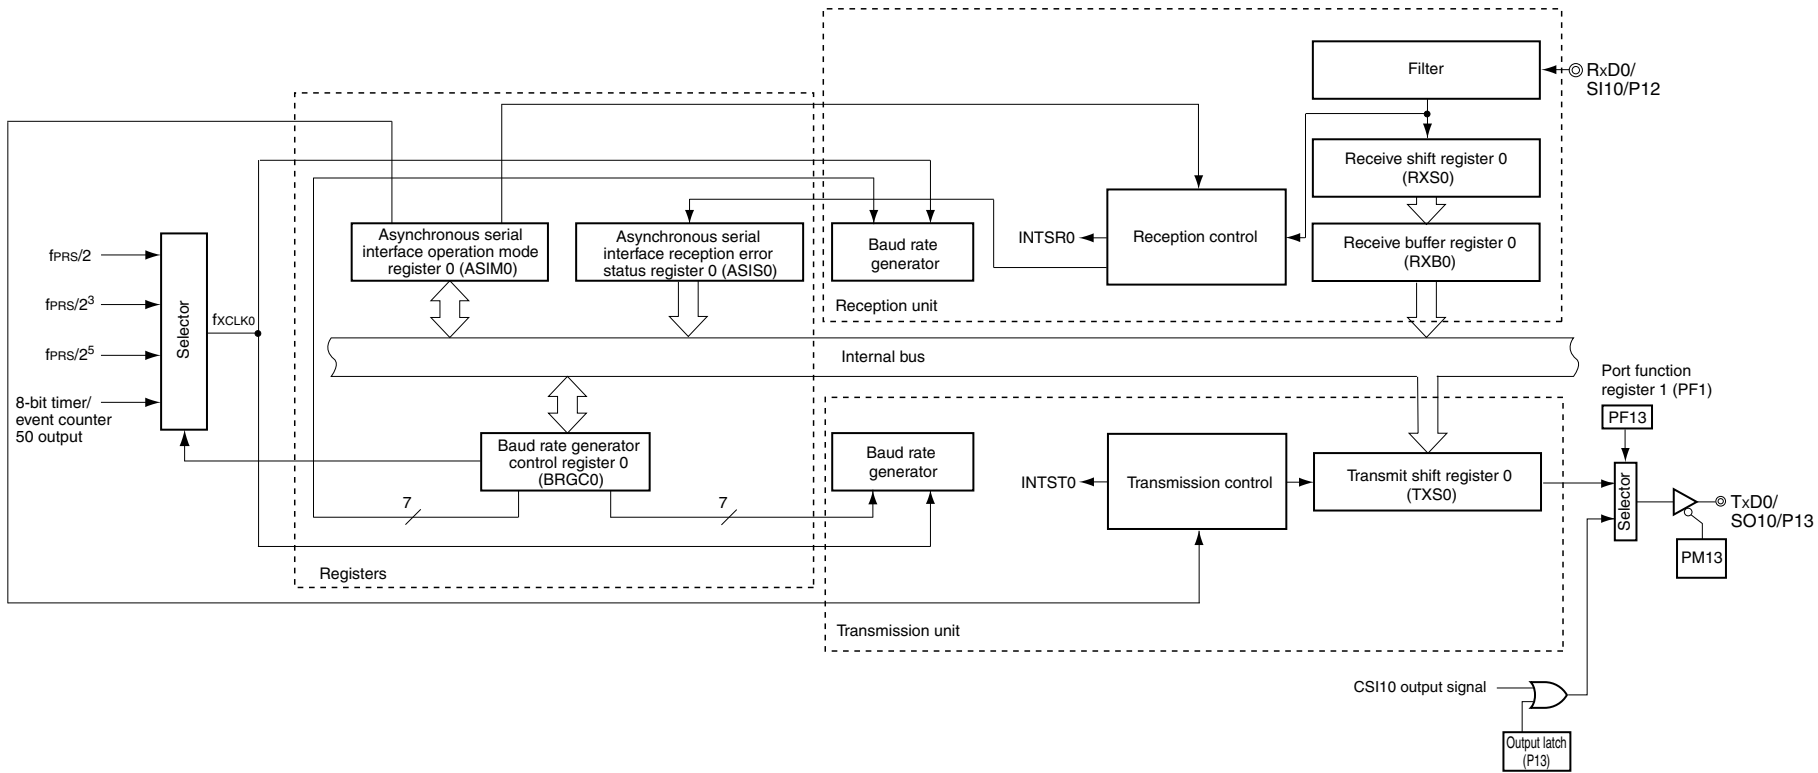 Filter
RxD0/
SI10/P12
Receive shift register 0
(RXS0)
Asynchronous serial
interface operation mode
register 0 (ASIM0)
Asynchronous serial
interface reception error
status register 0 (ASIS0)
Baud rate
generator
INTSR0
Reception control
Receive buffer register 0
(RXB0)
Reception unit
fPRS/2
fPRS/2³
fPRS/2⁵
8-bit timer/
event counter
50 output
Selector
fXCLK0
Internal bus
Port function
register 1 (PF1)
PF13
Baud rate generator
control register 0
(BRGC0)
7
7
Baud rate
generator
INTST0
Transmission control
Transmit shift register 0
(TXS0)
Selector
TxD0/
SO10/P13
PM13
Registers
Transmission unit
CSI10 output signal
Output latch
(P13)